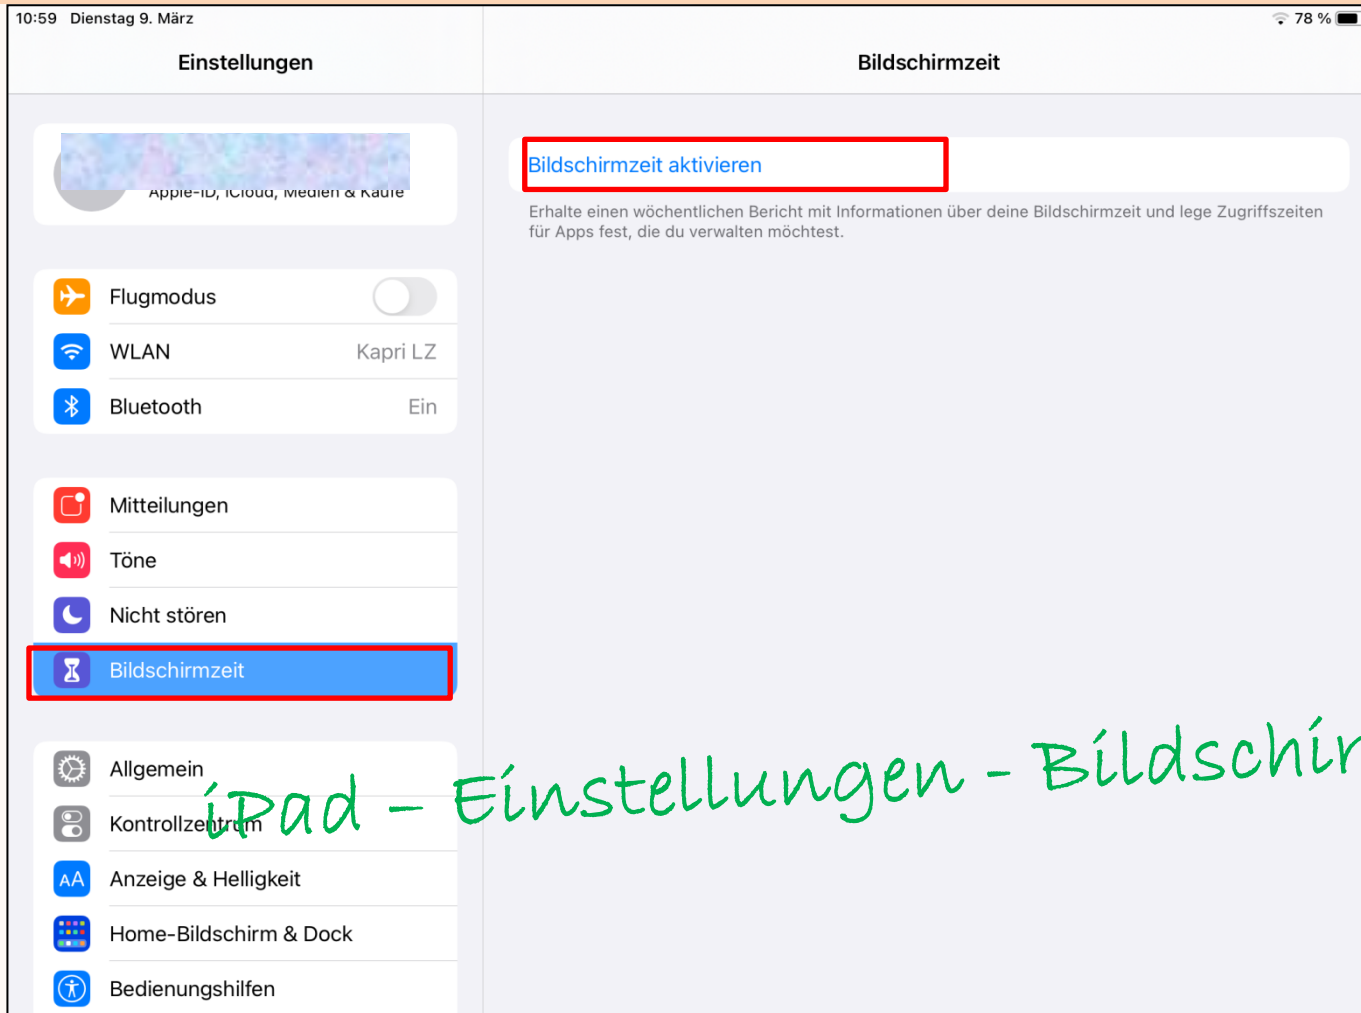 10:59 Dienstag 9. März
78 %
Einstellungen
Bildschirmzeit
Apple-ID, iCloud, Medien & Käufe
Bildschirmzeit aktivieren
Erhalte einen wöchentlichen Bericht mit Informationen über deine Bildschirmzeit und lege Zugriffszeiten
für Apps fest, die du verwalten möchtest.
Flugmodus
WLAN Kapri LZ
Bluetooth Ein
Mitteilungen
Töne
Nicht stören
Bildschirmzeit
Allgemein
iPad – Einstellungen - Bildschir
Kontrollzentrum
AA Anzeige & Helligkeit
Home-Bildschirm & Dock
Bedienungshilfen